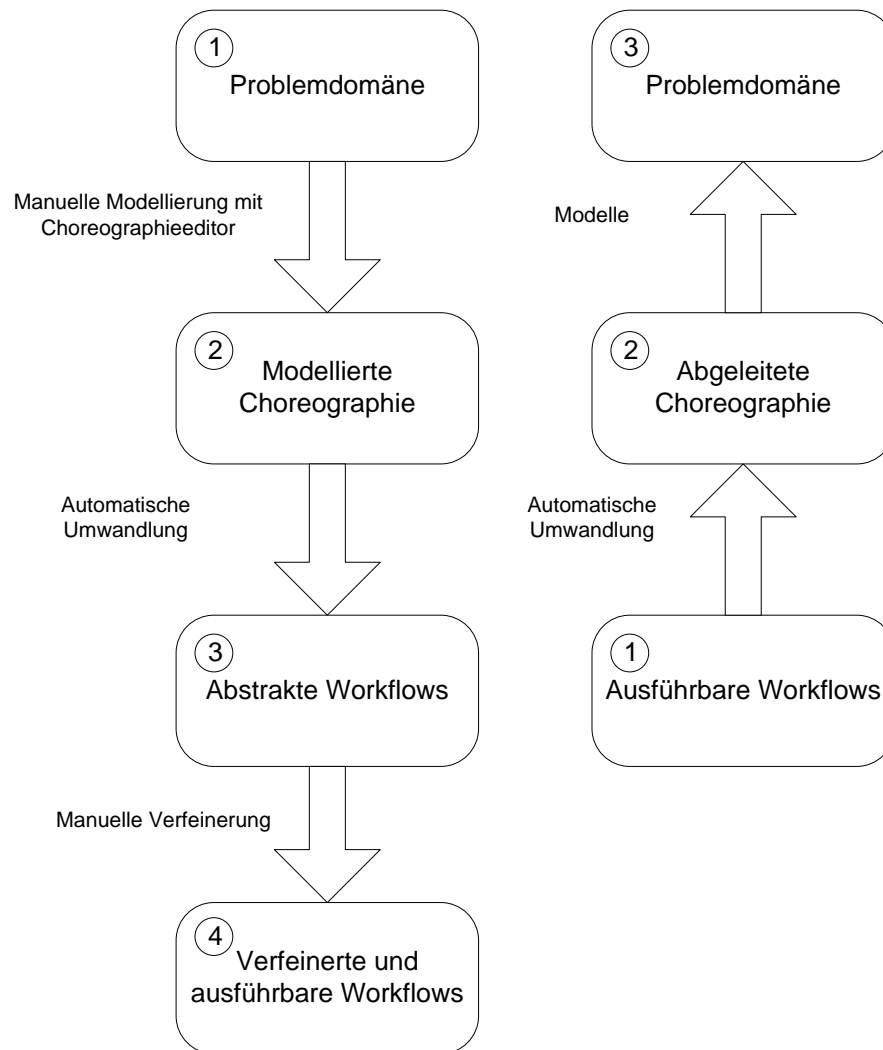 1
Problemdomäne
Manuelle Modellierung mit
Choreographieeditor
2
Modellierte
Choreographie
Automatische
Umwandlung
3
Abstrakte Workflows
Manuelle Verfeinerung
4
Verfeinerte und
ausführbare Workflows
3
Problemdomäne
Modelle
2
Abgeleitete
Choreographie
Automatische
Umwandlung
1
Ausführbare Workflows